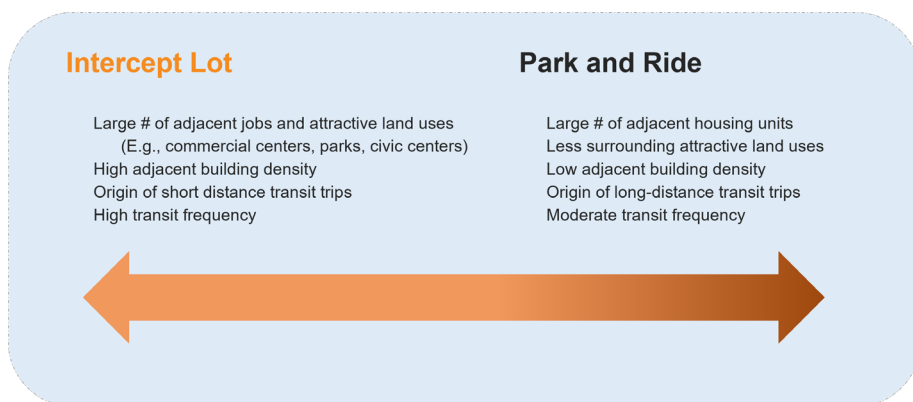 Intercept Lot
Large # of adjacent jobs and attractive land uses
(E.g., commercial centers, parks, civic centers)
High adjacent building density
Origin of short distance transit trips
High transit frequency
Park and Ride
Large # of adjacent housing units
Less surrounding attractive land uses
Low adjacent building density
Origin of long-distance transit trips
Moderate transit frequency